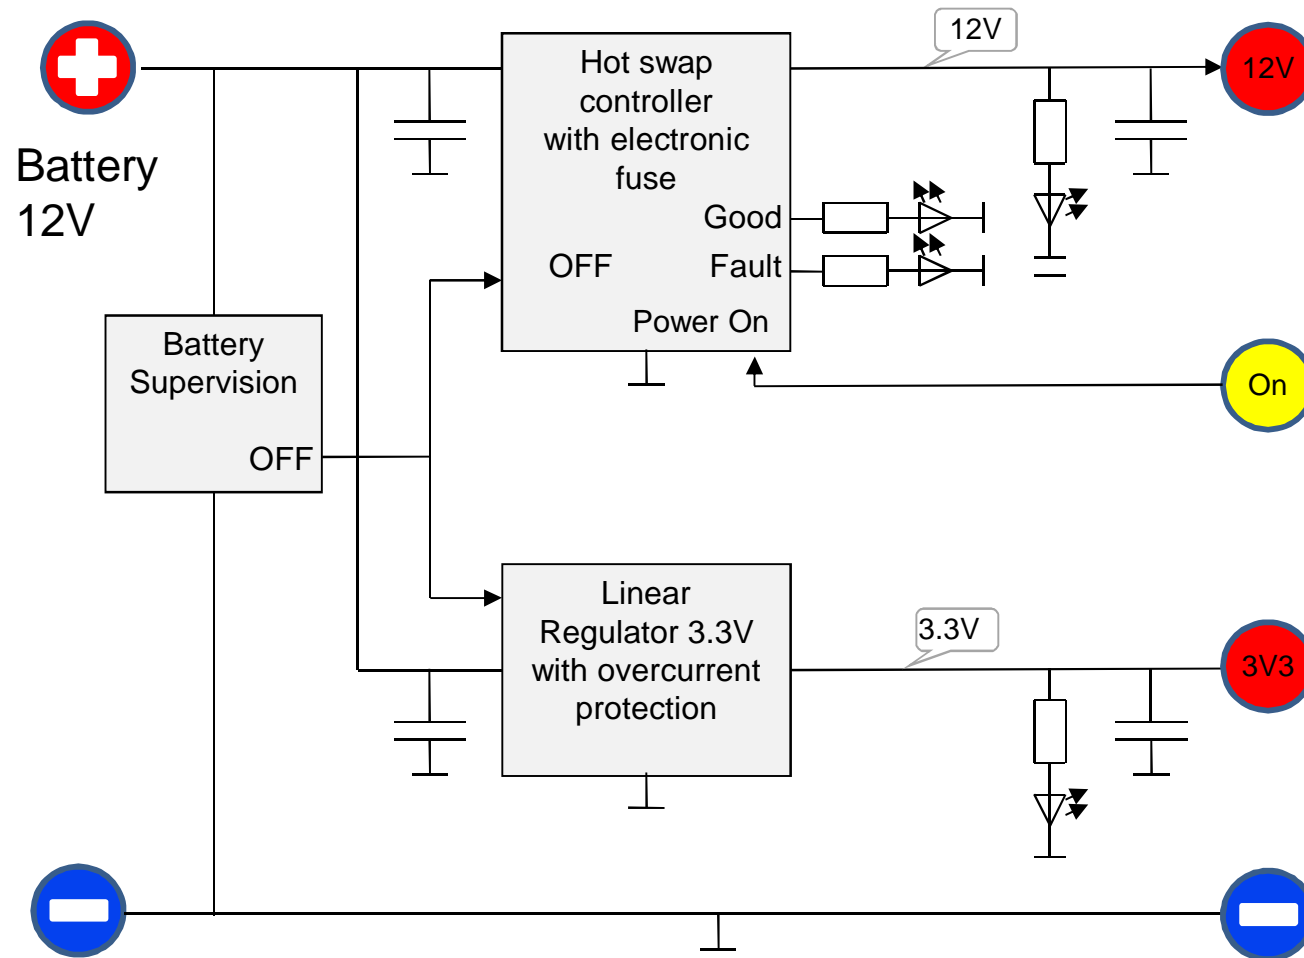 12V
Hot swap
controller
with electronic
fuse
12V
Battery
12V
Good
OFF
Fault
Power On
Battery
Supervision
On
OFF
Linear
Regulator 3.3V
with overcurrent
protection
3.3V
3V3